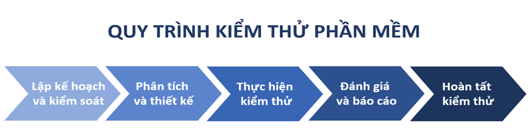 QUY TRÌNH KIỂM THỬ PHẦN MỀM
Lập kế hoạch
và kiểm soát
Phân tích
và thiết kế
Thực hiện
kiểm thử
Đánh giá
và báo cáo
Hoàn tất
kiểm thử